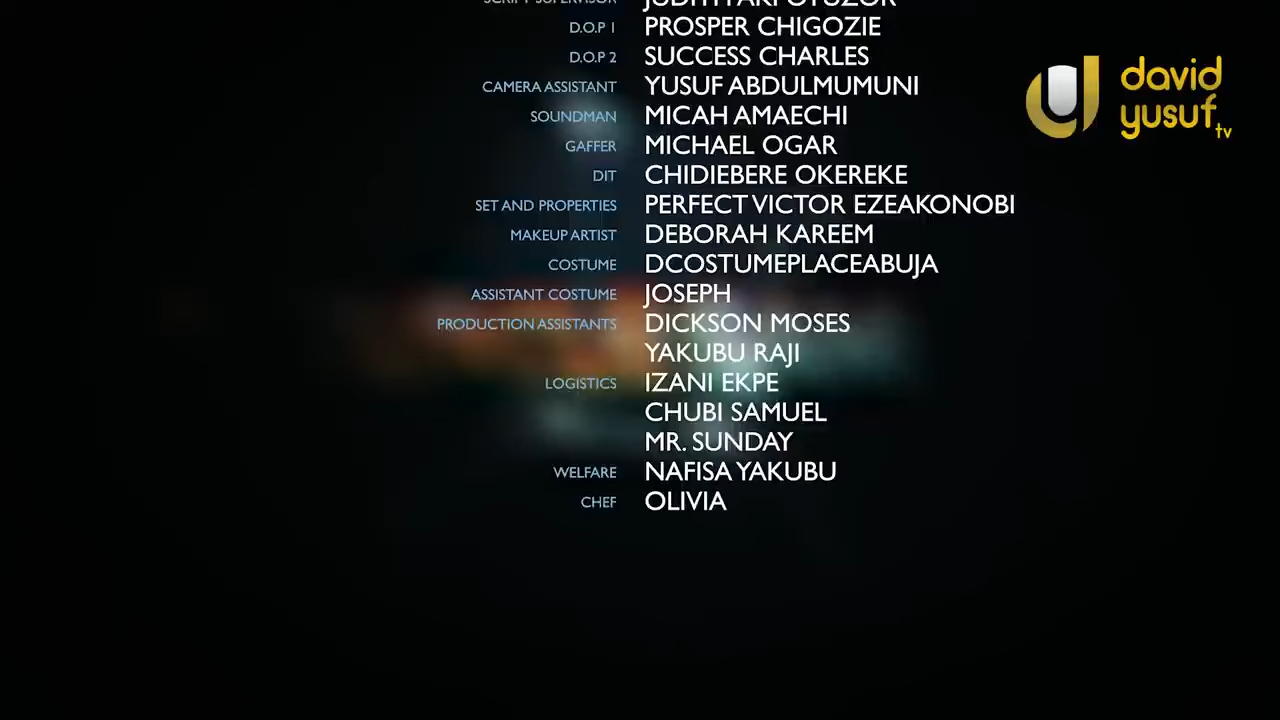 SCRIPT SUPERVISOR
D.O.P 1 PROSPER CHIGOZIE
D.O.P 2 SUCCESS CHARLES
CAMERA ASSISTANT YUSUF ABDULMUMUNI
SOUNDMAN MICAH AMAECHI
GAFFER MICHAEL OGAR
DIT CHIDIEBERE OKEREKE
SET AND PROPERTIES PERFECT VICTOR EZEAKONOBI
MAKEUP ARTIST DEBORAH KAREEM
COSTUME DCOSTUMEPLACEABUJA
ASSISTANT COSTUME JOSEPH
PRODUCTION ASSISTANTS DICKSON MOSES
YAKUBU RAJI
LOGISTICS IZANI EKPE
CHUBI SAMUEL
MR. SUNDAY
WELFARE NAFISA YAKUBU
CHEF OLIVIA
david
yusuf tv